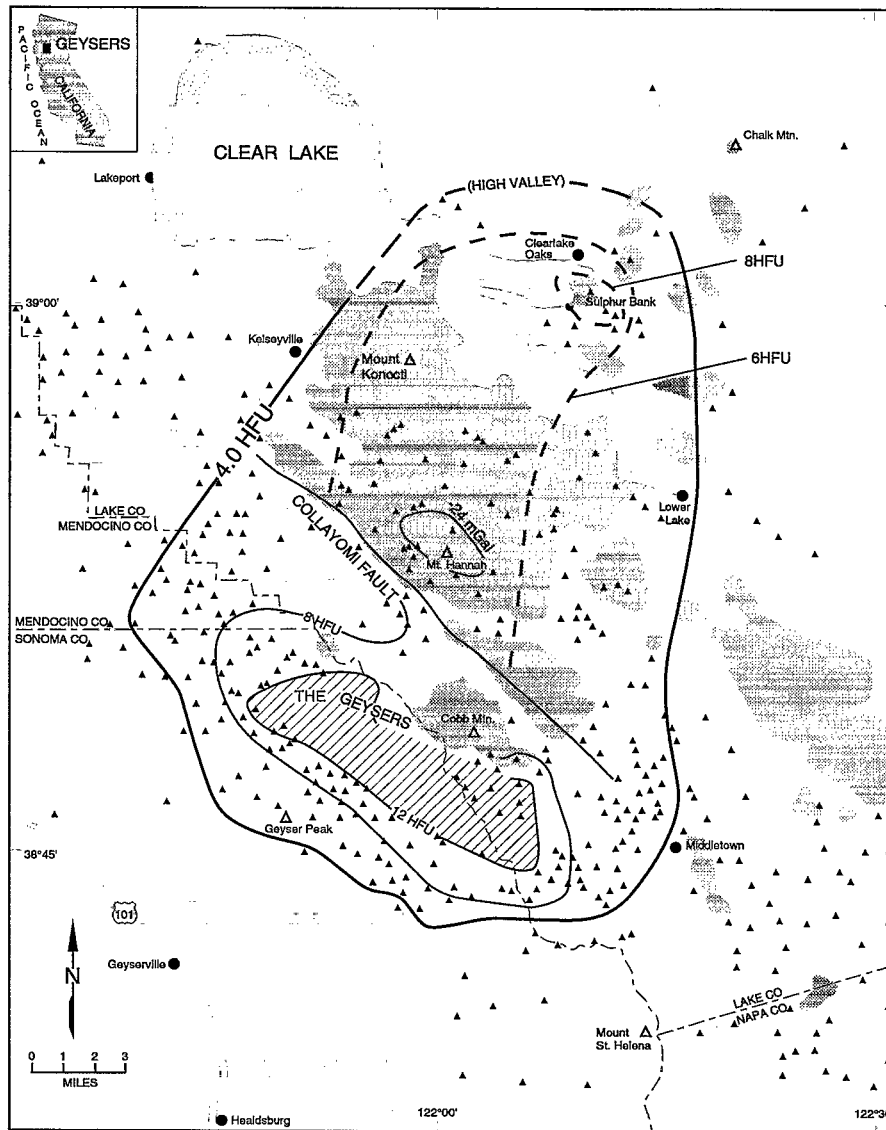 PACIFIC OCEAN
GEYSERS
CALIFORNIA
CLEAR LAKE
Chalk Mtn.
Lakeport
(HIGH VALLEY)
Clearlake
Oaks
8HFU
Sulphur Bank
39°00'
Kelseyville
Mount
Konocti
6HFU
4.0 HFU
LAKE CO
MENDOCINO CO
COLLAYOMI FAULT
-24 mGal
Mt. Hannah
Lower
Lake
MENDOCINO CO.
SONOMA CO.
8 HFU
THE GEYSERS
Cobb Mtn.
12 HFU
Geyser Peak
36°45'
Middletown
101
N
Geyserville
LAKE CO
NAPA CO.
Mount
St. Helena
0 1 2 3
MILES
Healdsburg
122°00'
122°30'